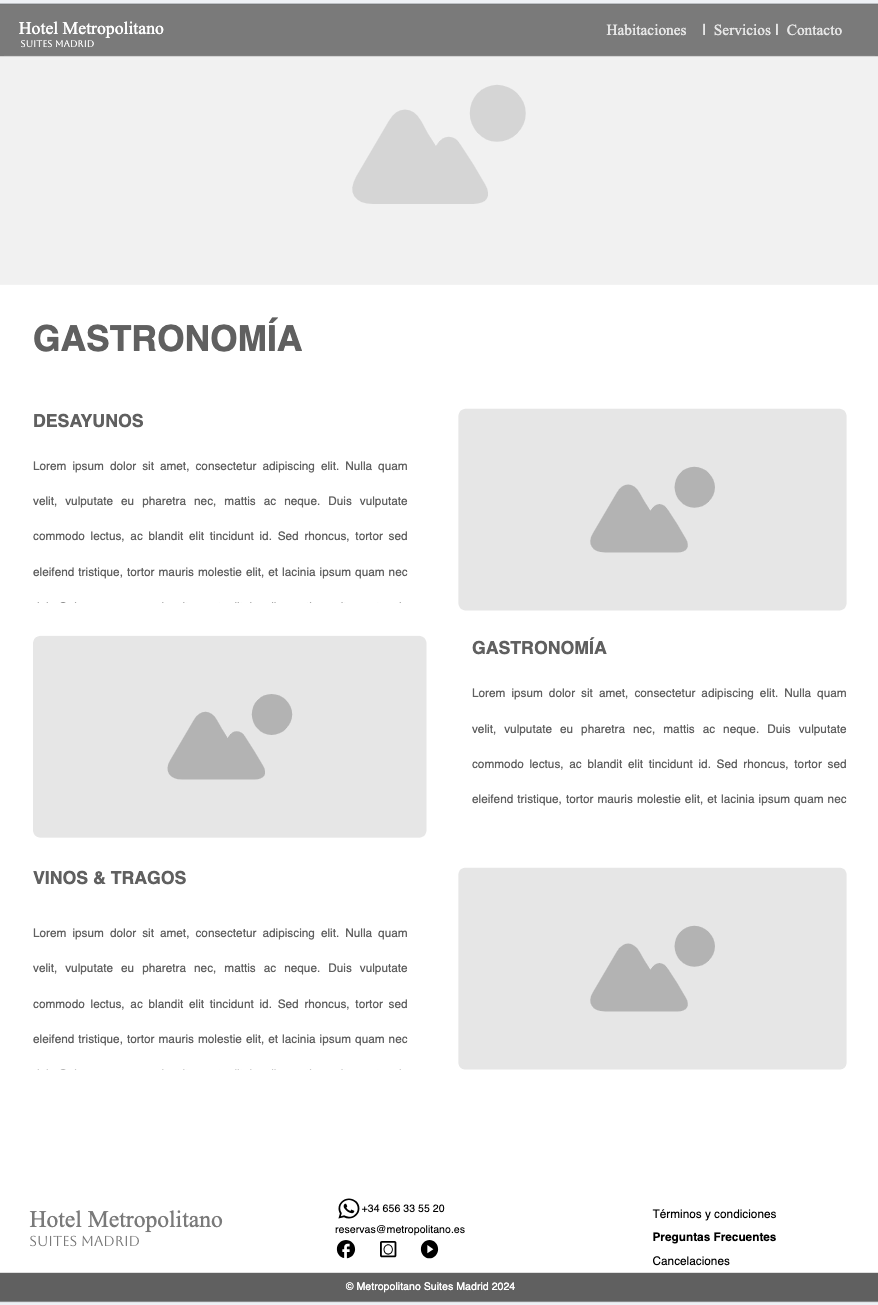 Hotel Metropolitano
SUITES MADRID
Habitaciones | Servicios | Contacto
GASTRONOMÍA
DESAYUNOS
Lorem ipsum dolor sit amet, consectetur adipiscing elit. Nulla quam
velit, vulputate eu pharetra nec, mattis ac neque. Duis vulputate
commodo lectus, ac blandit elit tincidunt id. Sed rhoncus, tortor sed
eleifend tristique, tortor mauris molestie elit, et lacinia ipsum quam nec
GASTRONOMÍA
Lorem ipsum dolor sit amet, consectetur adipiscing elit. Nulla quam
velit, vulputate eu pharetra nec, mattis ac neque. Duis vulputate
commodo lectus, ac blandit elit tincidunt id. Sed rhoncus, tortor sed
eleifend tristique, tortor mauris molestie elit, et lacinia ipsum quam nec
VINOS & TRAGOS
Lorem ipsum dolor sit amet, consectetur adipiscing elit. Nulla quam
velit, vulputate eu pharetra nec, mattis ac neque. Duis vulputate
commodo lectus, ac blandit elit tincidunt id. Sed rhoncus, tortor sed
eleifend tristique, tortor mauris molestie elit, et lacinia ipsum quam nec
Hotel Metropolitano
SUITES MADRID
+34 656 33 55 20
reservas@metropolitano.es
Términos y condiciones
Preguntas Frecuentes
Cancelaciones
© Metropolitano Suites Madrid 2024